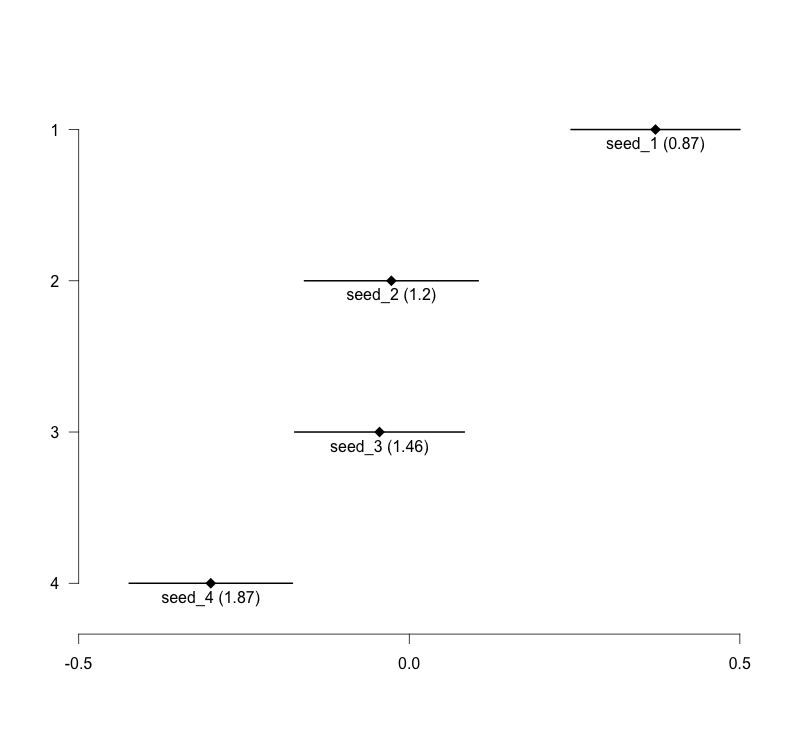 1
seed_1 (0.87)
2
seed_2 (1.2)
3
seed_3 (1.46)
4
seed_4 (1.87)
-0.5 0.0 0.5